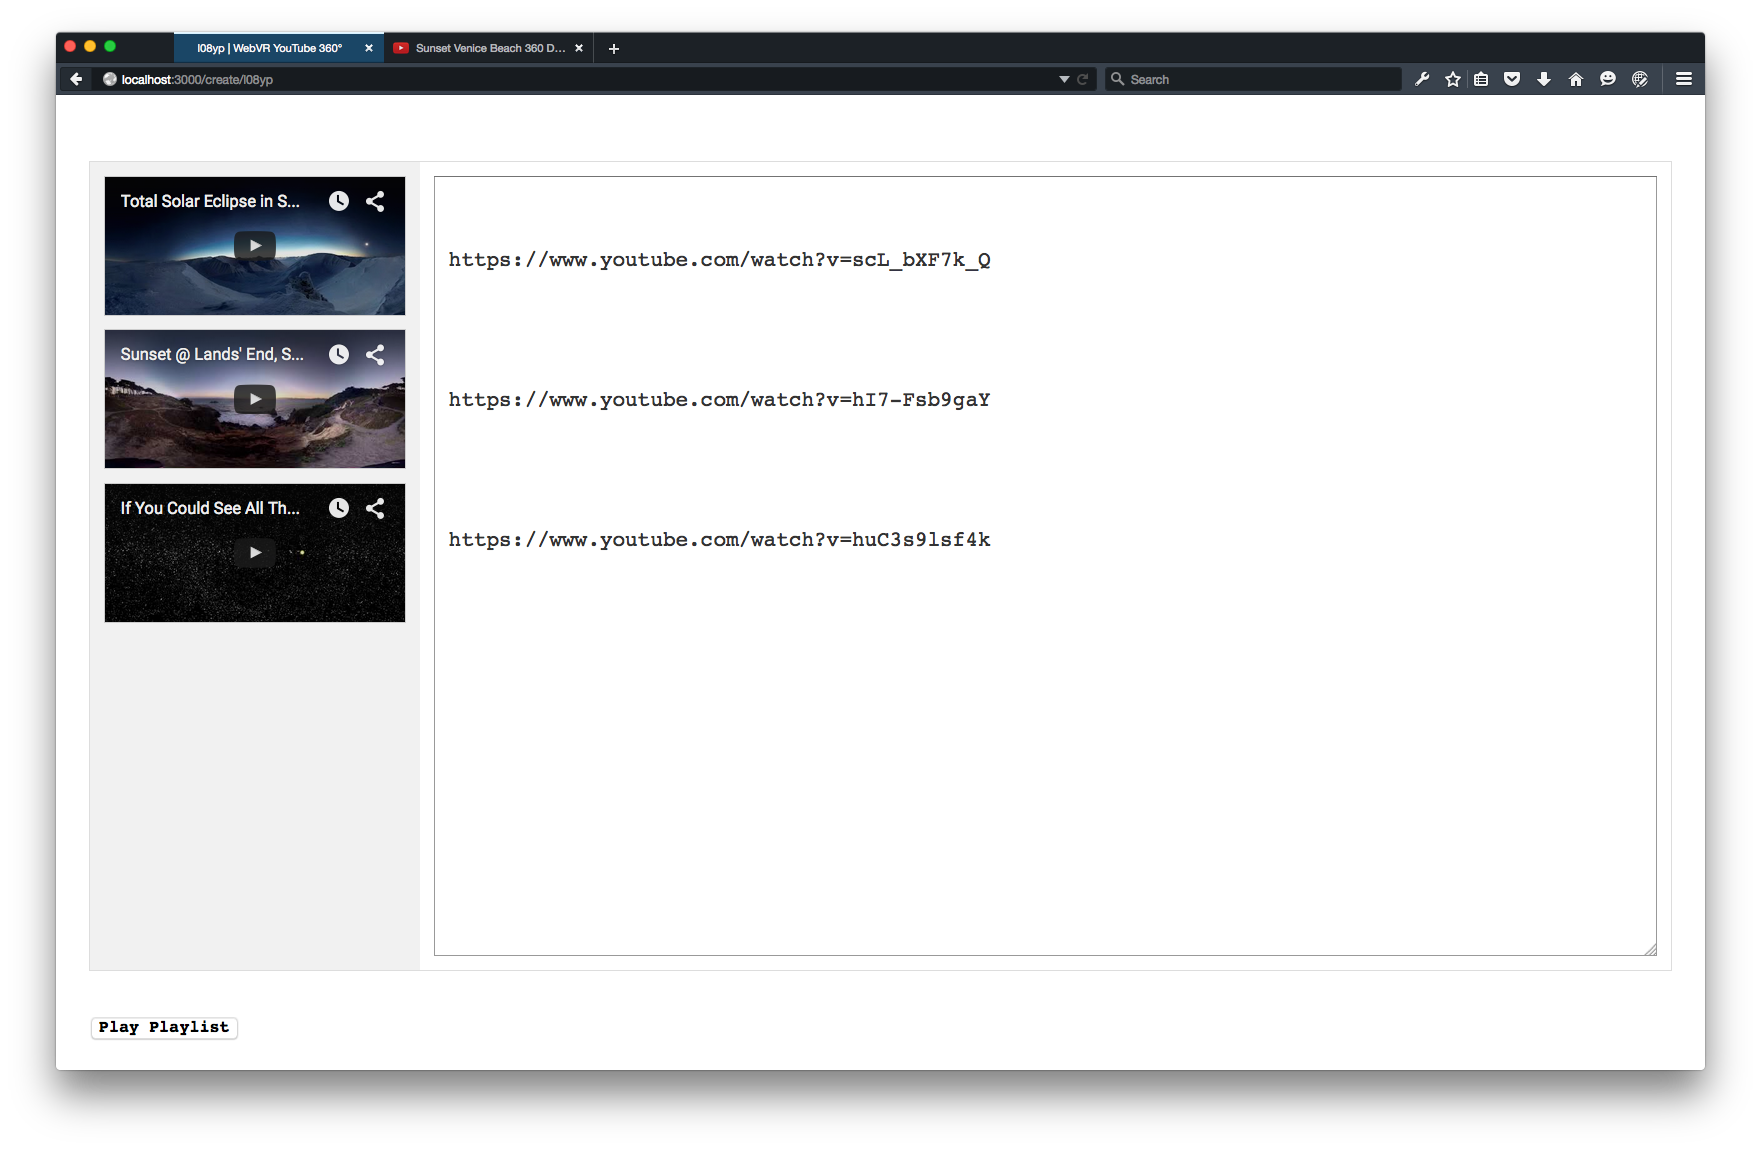 l08yp | WebVR YouTube 360°
Sunset Venice Beach 360 D...
localhost:3000/create/l08yp
Search
Total Solar Eclipse in S...
https://www.youtube.com/watch?v=scL_bXF7k_Q
Sunset @ Lands' End, S...
https://www.youtube.com/watch?v=hI7-Fsb9gaY
If You Could See All Th...
https://www.youtube.com/watch?v=huC3s9lsf4k
Play Playlist